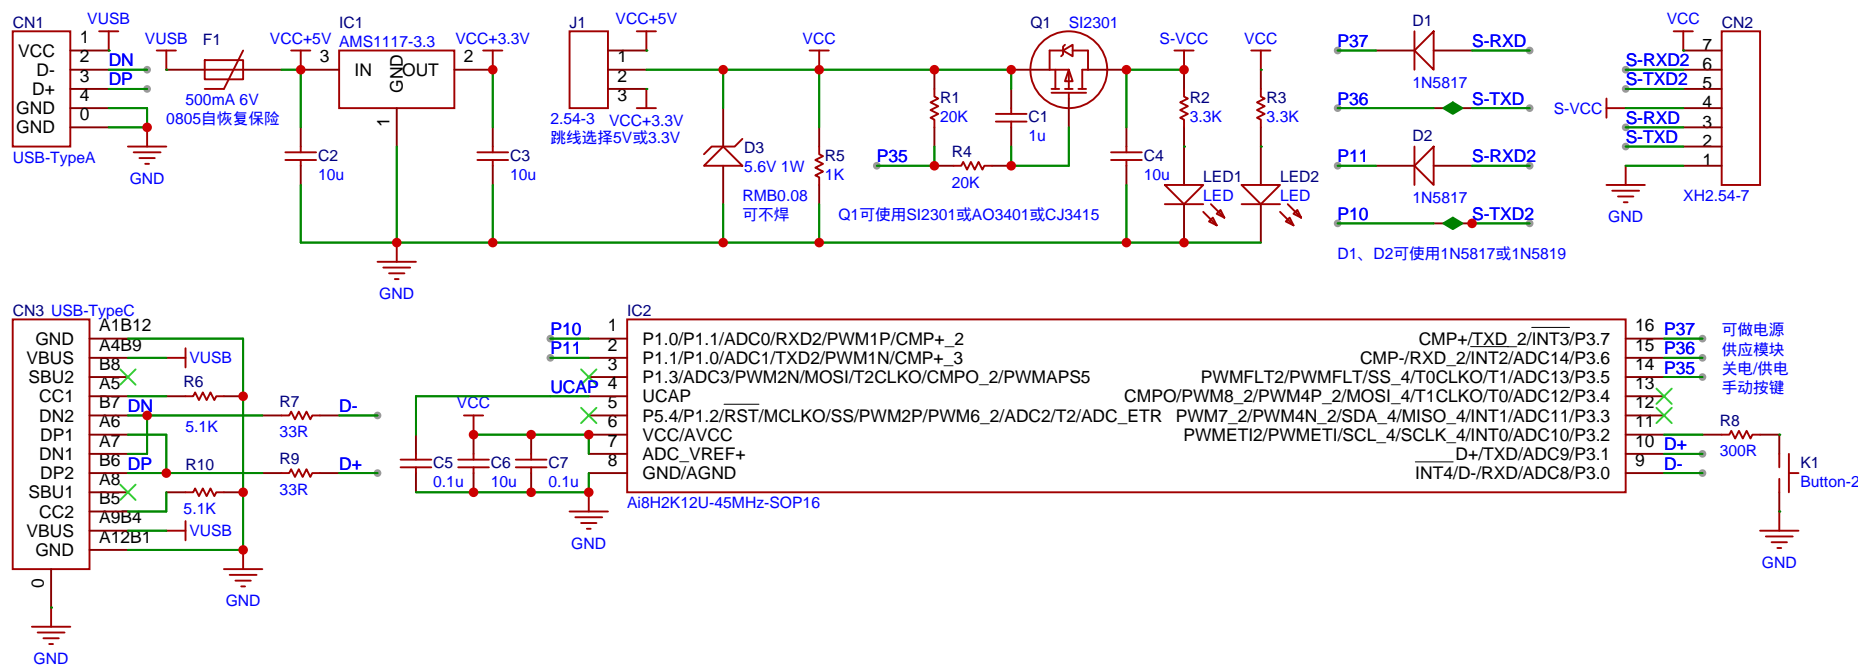 CN1
VUSB
VCC 1
D- 2 DN
D+ 3 DP
GND 4
GND 0
USB-TypeA
GND
VUSB
F1
500mA 6V
0805自恢复保险
VCC+5V
IC1
AMS1117-3.3
3 IN GND OUT 2
1
VCC+3.3V
C2
10u
C3
10u
GND
J1
VCC+5V
1
2
3
2.54-3
VCC+3.3V
跳线选择5V或3.3V
VCC
D3
5.6V 1W
RMB0.08
可不焊
R5
1K
R1
20K
P35
R4
20K
C1
1u
Q1
SI2301
Q1可使用SI2301或AO3401或CJ3415
C4
10u
S-VCC
R2
3.3K
LED1
LED
VCC
R3
3.3K
LED2
LED
D1
P37 S-RXD
1N5817
P36 S-TXD
D2
P11 S-RXD2
1N5817
P10 S-TXD2
D1、D2可使用1N5817或1N5819
VCC
CN2
7
S-RXD2 6
S-TXD2 5
S-VCC 4
S-RXD 3
S-TXD 2
1
GND
XH2.54-7
CN3 USB-TypeC
GND A1B12
VBUS A4B9 VUSB
SBU2 B8
CC1 A5
DN2 B7 DN
DP1 A6
DN1 A7
DP2 B6 DP
SBU1 A8
CC2 B5
VBUS A9B4 VUSB
GND A12B1
0
GND
R6
5.1K
R10
5.1K
GND
R7 D-
33R
R9 D+
33R
IC2
P10 1 P1.0/P1.1/ADC0/RXD2/PWM1P/CMP+_2
P11 2 P1.1/P1.0/ADC1/TXD2/PWM1N/CMP+_3
3 P1.3/ADC3/PWM2N/MOSI/T2CLKO/CMPO_2/PWMAPS5
UCAP 4 UCAP
5 P5.4/P1.2/RST/MCLKO/SS/PWM2P/PWM6_2/ADC2/T2/ADC_ETR
6 VCC/AVCC
7 ADC_VREF+
8 GND/AGND
VCC
C5
0.1u
C6
10u
C7
0.1u
GND
CMP+/TXD_2/INT3/P3.7 16 P37
CMP-/RXD_2/INT2/ADC14/P3.6 15 P36
PWMFLT2/PWMFLT/SS_4/T0CLKO/T1/ADC13/P3.5 14 P35
CMPO/PWM8_2/PWM4P_2/MOSI_4/T1CLKO/T0/ADC12/P3.4 13
PWM7_2/PWM4N_2/SDA_4/MISO_4/INT1/ADC11/P3.3 12
PWMETI2/PWMETI/SCL_4/SCLK_4/INT0/ADC10/P3.2 11
D+/TXD/ADC9/P3.1 10 D+
INT4/D-/RXD/ADC8/P3.0 9 D-
Ai8H2K12U-45MHz-SOP16
可做电源
供应模块
关电/供电
手动按键
R8
300R
K1
Button-2
GND